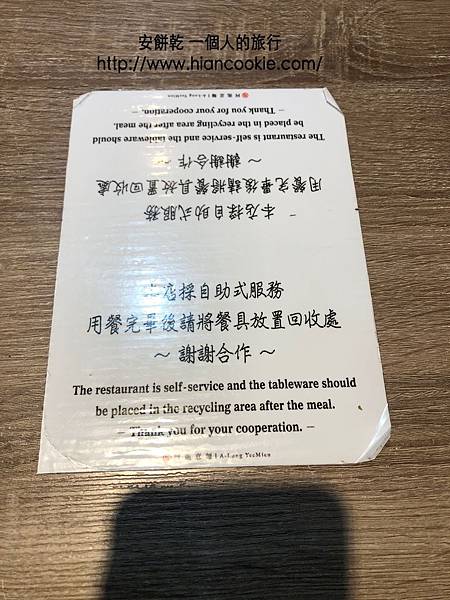 安餅乾 一個人的旅行
http://www.hiancookie.com/
本店採自助式服務
用餐完畢後請將餐具放置回收處
～ 謝謝合作 ～
The restaurant is self-service and the tableware should
be placed in the recycling area after the meal.
– Thank you for your cooperation. –
A-Long YeeMien
店採自助式服務
用餐完畢後請將餐具放置回收處
～ 謝謝合作 ～
The restaurant is self-service and the tableware should
be placed in the recycling area after the meal.
– Thank you for your cooperation. –
A-Long YeeMien